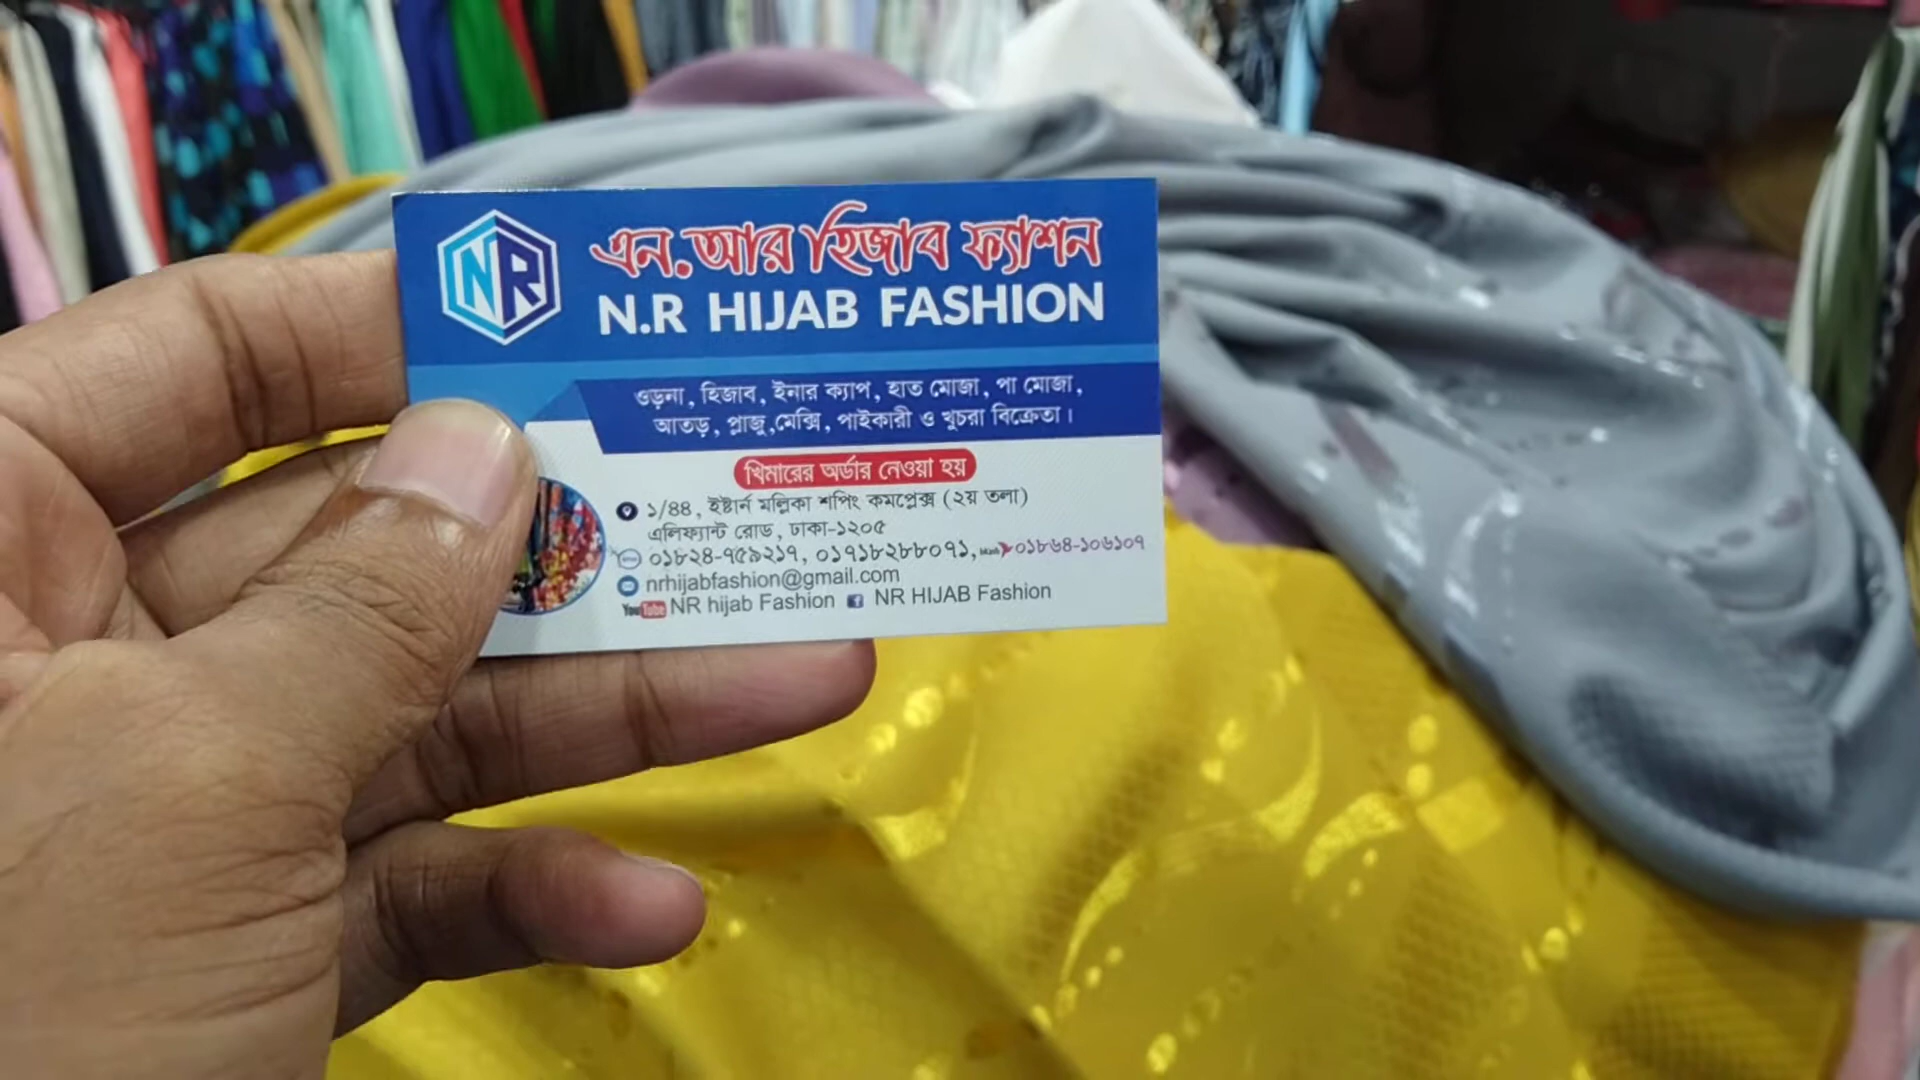 NR
এন.আর হিজাব ফ্যাশন
N.R HIJAB FASHION
ওড়না, হিজাব, ইনার ক্যাপ, হাত মোজা, পা মোজা,
আতড়, প্লাজু,মেক্সি, পাইকারী ও খুচরা বিক্রেতা।
খিমারের অর্ডার নেওয়া হয়
১/৪৪, ইষ্টার্ন মল্লিকা শপিং কমপ্লেক্স (২য় তলা)
এলিফ্যান্ট রোড, ঢাকা-১২০৫
০১৮২৪-৭৫৯২১৭, ০১৭১৮২৮৮০৭১, bKash ০১৮৬৪-১০৬১০৭
nrhijabfashion@gmail.com
YouTube NR hijab Fashion f NR HIJAB Fashion